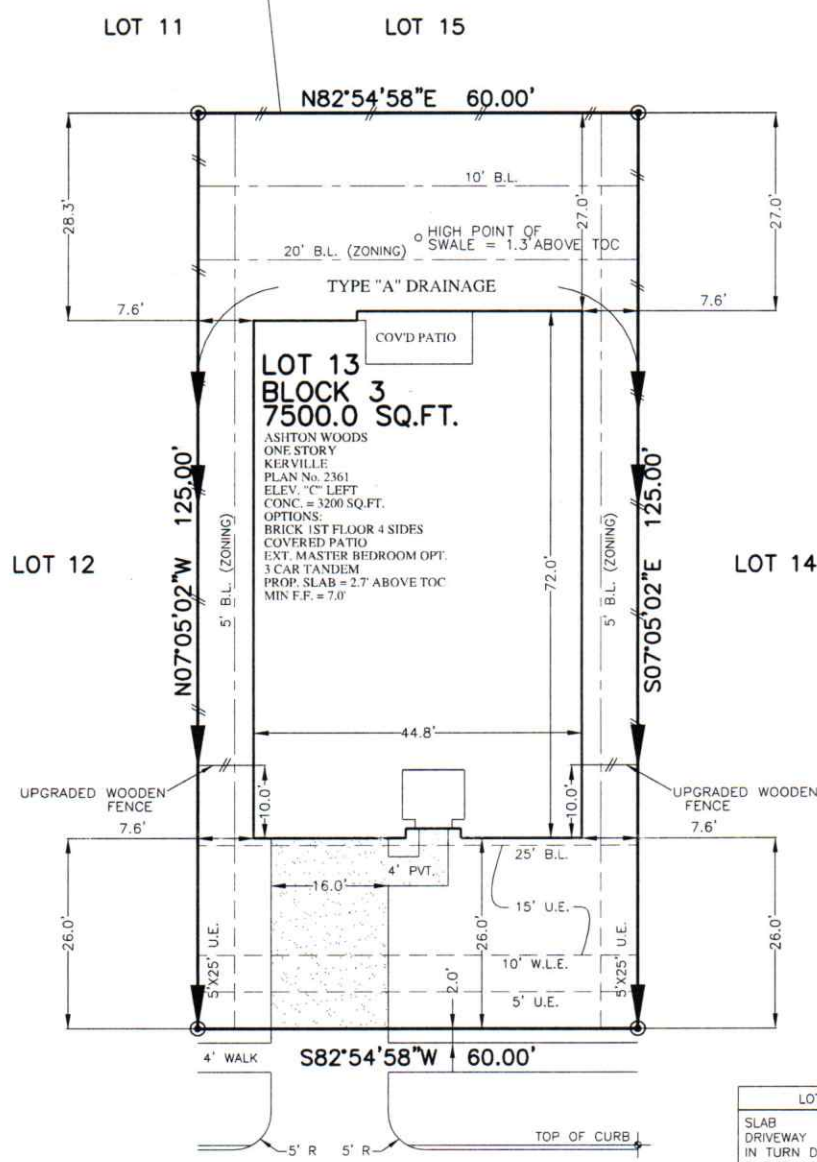 LOT 11
LOT 15
N82°54'58"E 60.00'
10' B.L.
28.3'
27.0'
27.0'
HIGH POINT OF
SWALE = 1.3' ABOVE TOC
20' B.L. (ZONING)
TYPE "A" DRAINAGE
7.6'
7.6'
COV'D PATIO
LOT 13
BLOCK 3
7500.0 SQ.FT.
ASHTON WOODS
ONE STORY
KERVILLE
PLAN No. 2361
ELEV. "C" LEFT
CONC. = 3200 SQ.FT.
OPTIONS:
BRICK 1ST FLOOR 4 SIDES
COVERED PATIO
EXT. MASTER BEDROOM OPT.
3 CAR TANDEM
PROP. SLAB = 2.7' ABOVE TOC
MIN F.F. = 7.0'
N07°05'02"W 125.00'
5' B.L. (ZONING)
72.0'
5' B.L. (ZONING)
S07°05'02"E 125.00'
LOT 12
LOT 14
44.8'
UPGRADED WOODEN
FENCE
10.0'
10.0'
UPGRADED WOODEN
FENCE
7.6'
7.6'
25' B.L.
4' PVT.
16.0'
15' U.E.
26.0'
5'X25' U.E.
26.0'
5'X25' U.E.
26.0'
10' W.L.E.
2.0'
5' U.E.
4' WALK
S82°54'58"W 60.00'
5' R
5' R
TOP OF CURB
LOT
SLAB
DRIVEWAY
IN TURN D